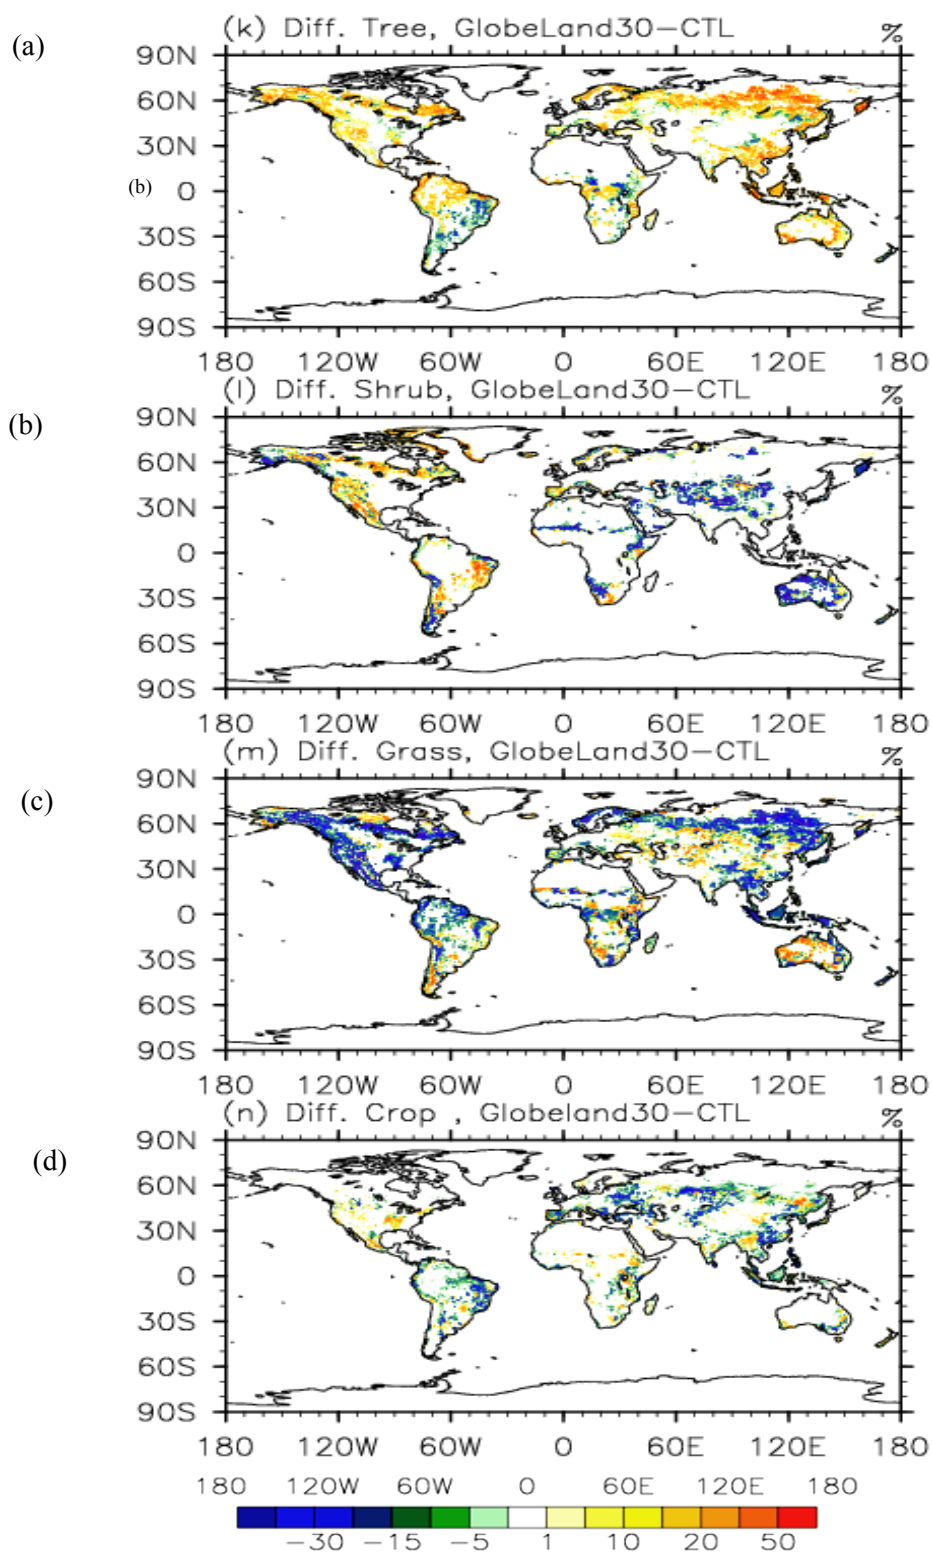 (a)
(k) Diff. Tree, GlobeLand30-CTL %
90N
60N
30N
(b) 0
30S
60S
90S
180 120W 60W 0 60E 120E 180
(b)
(l) Diff. Shrub, GlobeLand30-CTL %
90N
60N
30N
0
30S
60S
90S
180 120W 60W 0 60E 120E 180
(c)
(m) Diff. Grass, GlobeLand30-CTL %
90N
60N
30N
0
30S
60S
90S
180 120W 60W 0 60E 120E 180
(d)
(n) Diff. Crop , Globeland30-CTL %
90N
60N
30N
0
30S
60S
90S
180 120W 60W 0 60E 120E 180
180 120W 60W 0 60E 120E 180
-30 -15 -5 1 10 20 50